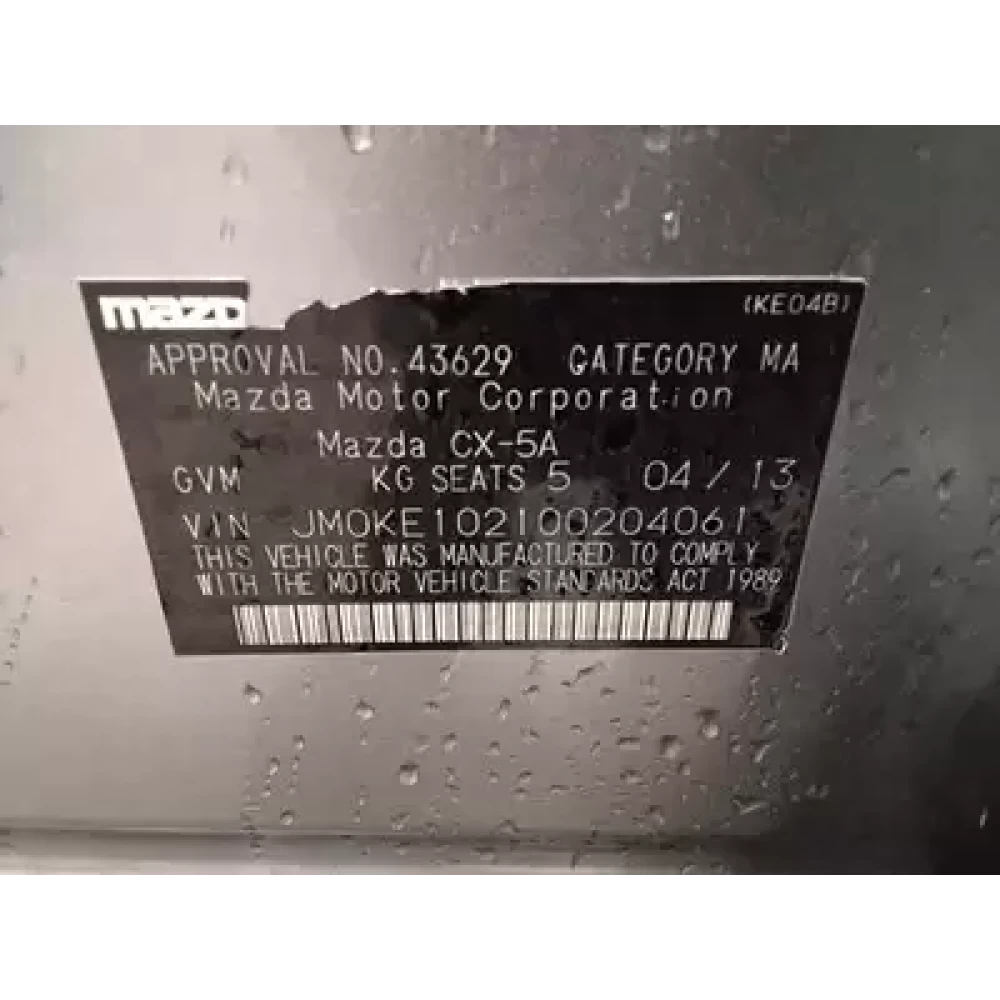 mazD
(KE04B)
APPROVAL NO.43629 CATEGORY MA
Mazda Motor Corporation
Mazda CX-5A
GVM KG SEATS 5 04/13
VIN JM0KE102100204061
THIS VEHICLE WAS MANUFACTURED TO COMPLY
WITH THE MOTOR VEHICLE STANDARDS ACT 1989